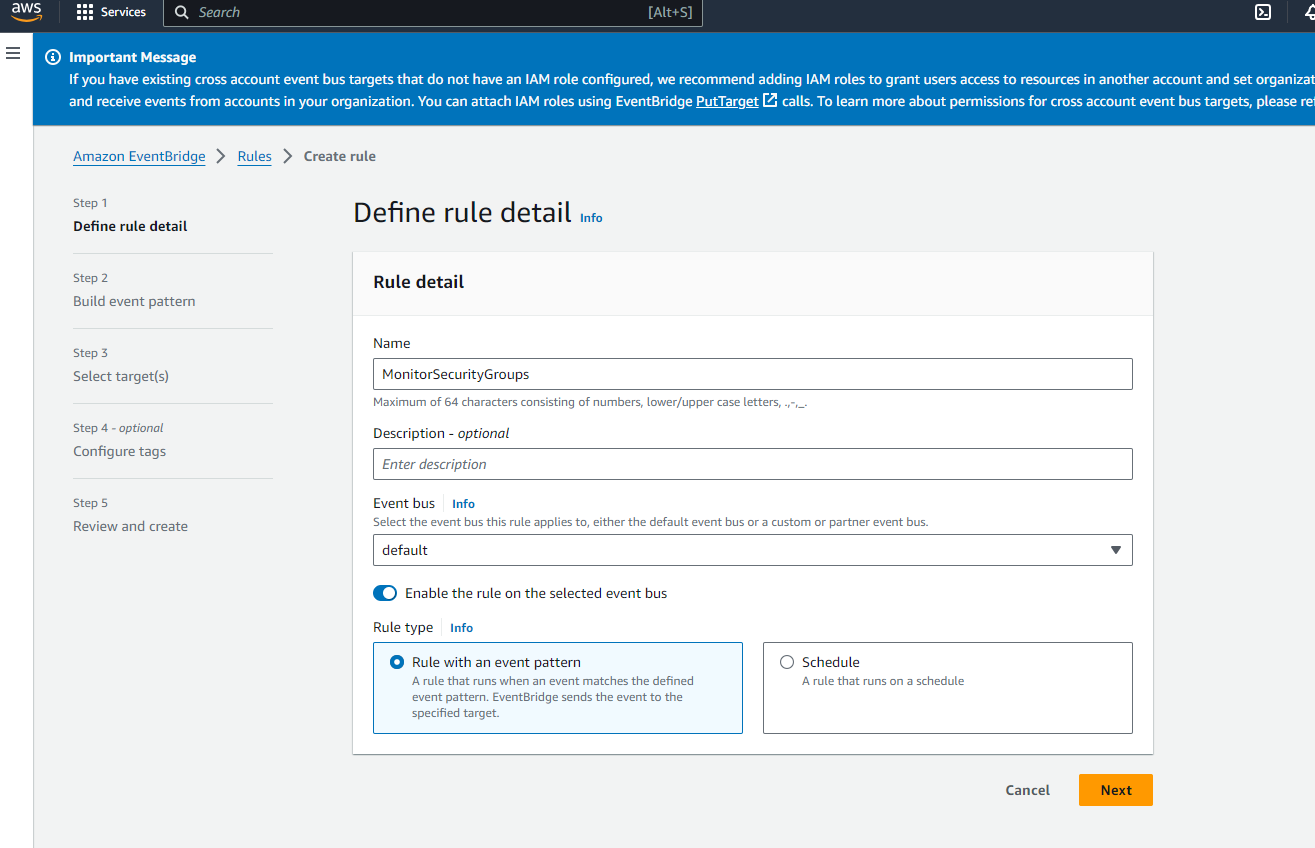 aws
Services
Search
[Alt+S]
Important Message
If you have existing cross account event bus targets that do not have an IAM role configured, we recommend adding IAM roles to grant users access to resources in another account and set organizat
and receive events from accounts in your organization. You can attach IAM roles using EventBridge PutTarget calls. To learn more about permissions for cross account event bus targets, please ref
Amazon EventBridge > Rules > Create rule
Step 1
Define rule detail
Step 2
Build event pattern
Step 3
Select target(s)
Step 4 - optional
Configure tags
Step 5
Review and create
Define rule detail Info
Rule detail
Name
MonitorSecurityGroups
Maximum of 64 characters consisting of numbers, lower/upper case letters, .,-,_.
Description - optional
Enter description
Event bus Info
Select the event bus this rule applies to, either the default event bus or a custom or partner event bus.
default
Enable the rule on the selected event bus
Rule type Info
Rule with an event pattern
A rule that runs when an event matches the defined
event pattern. EventBridge sends the event to the
specified target.
Schedule
A rule that runs on a schedule
Cancel
Next